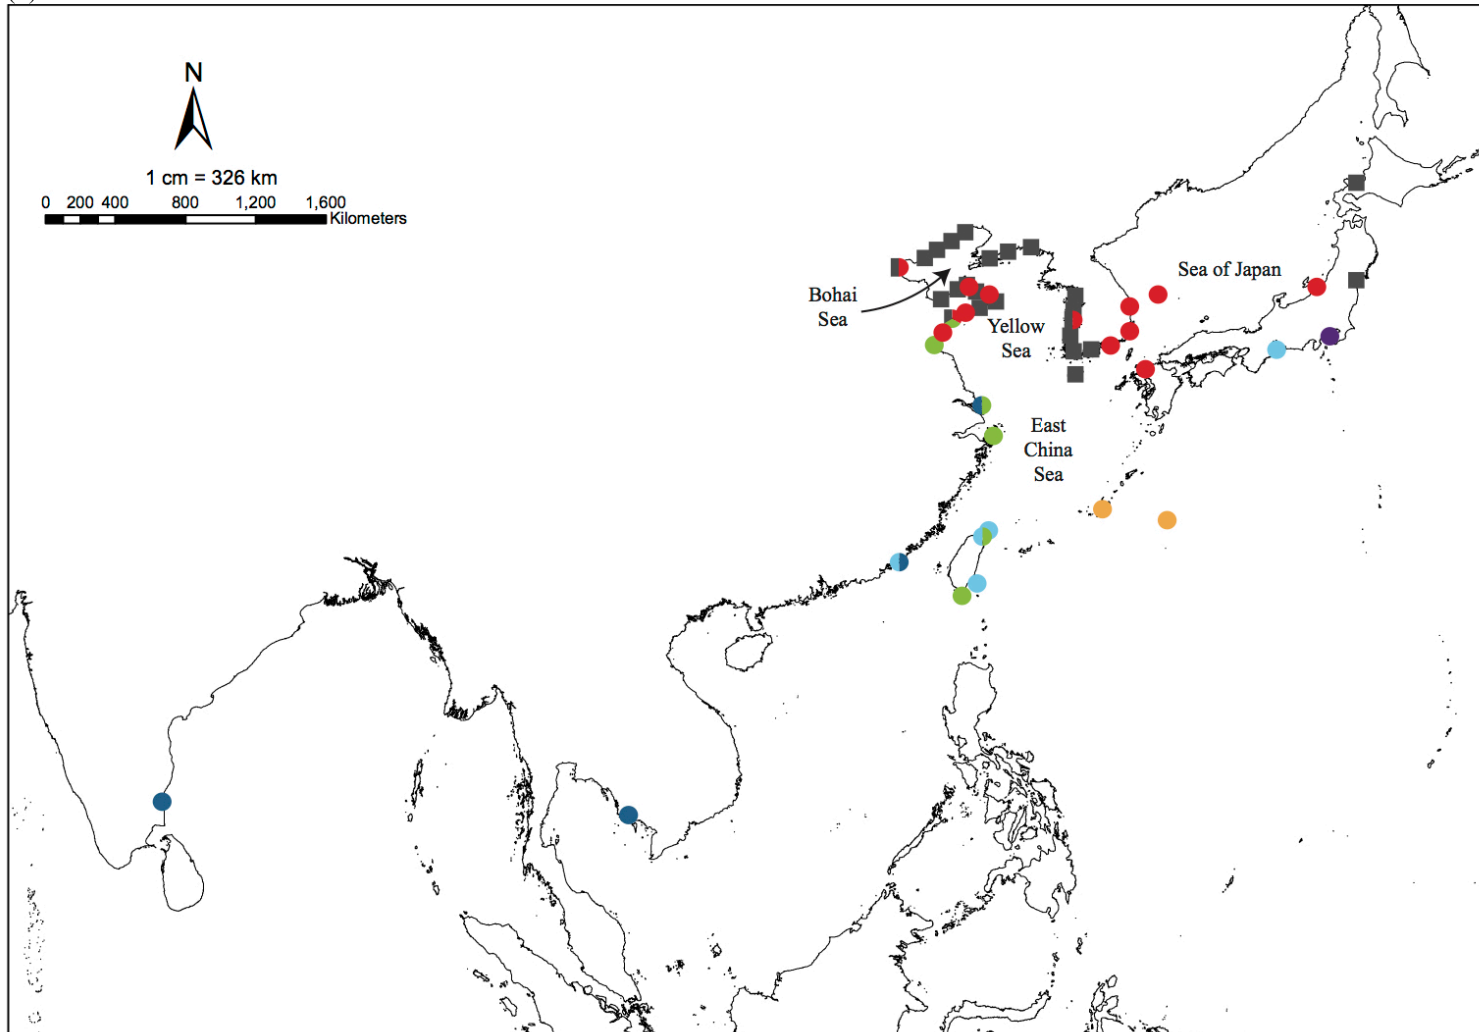 N
1 cm = 326 km
0 200 400 800 1,200 1,600
Kilometers
Sea of Japan
Bohai
Sea
Yellow
Sea
East
China
Sea